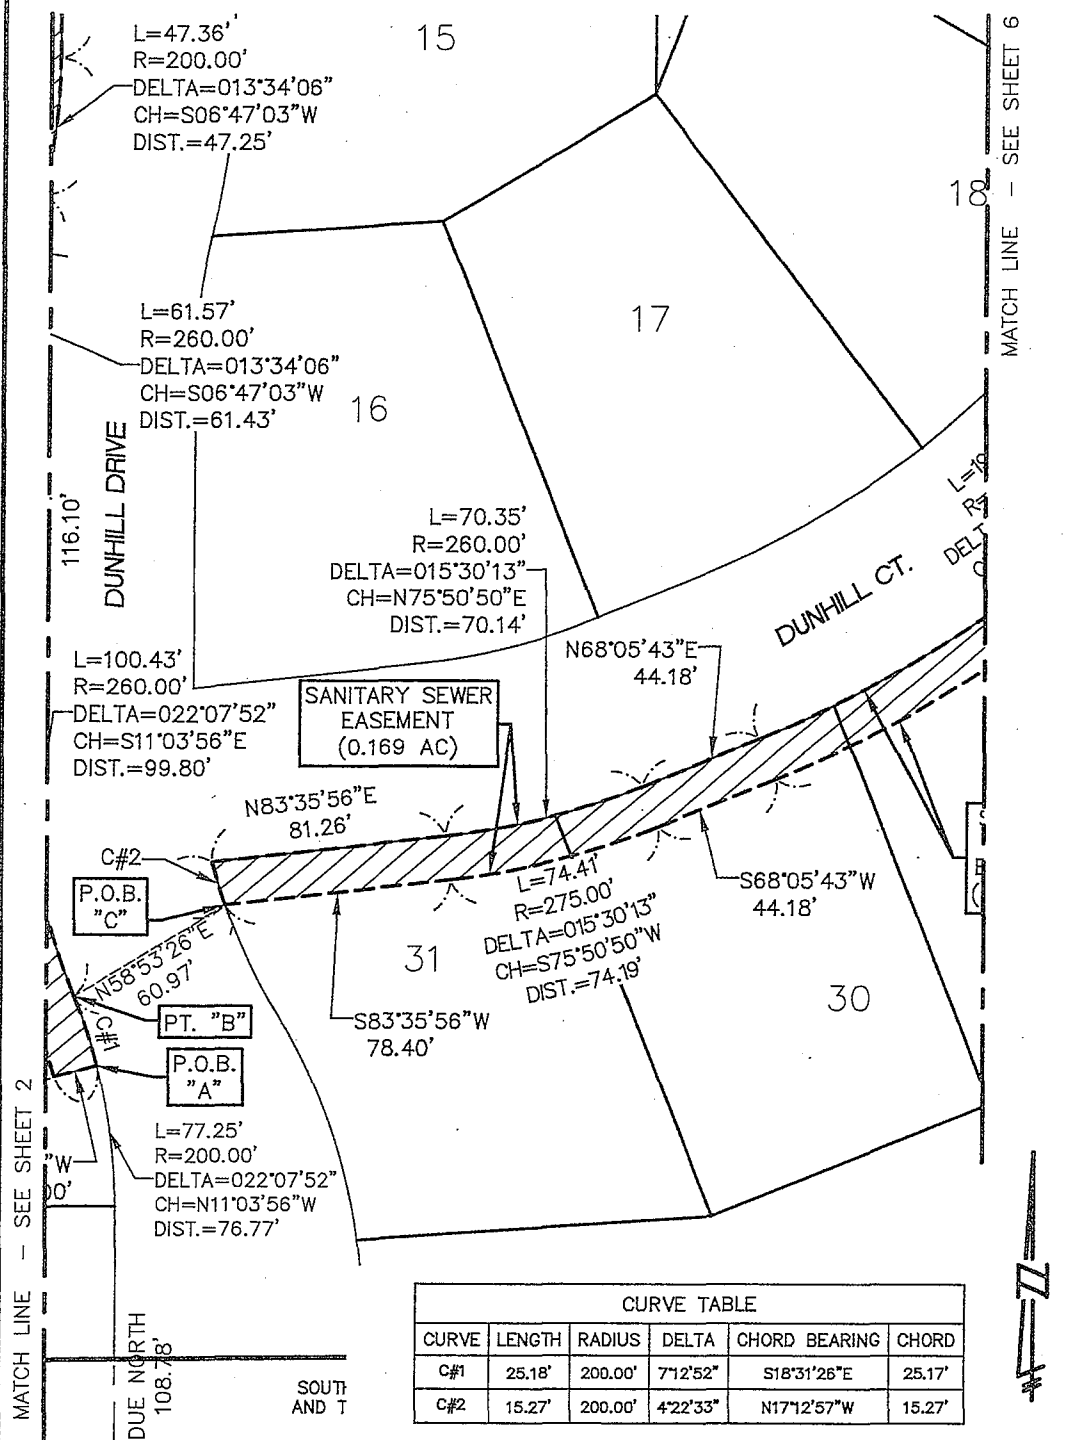 L=47.36'
R=200.00'
DELTA=013°34'06"
CH=S06°47'03"W
DIST.=47.25'
15
MATCH LINE - SEE SHEET 6
18
L=61.57'
R=260.00'
DELTA=013°34'06"
CH=S06°47'03"W
DIST.=61.43'
17
16
DUNHILL DRIVE
116.10'
L=70.35'
R=260.00'
DELTA=015°30'13"
CH=N75°50'50"E
DIST.=70.14'
DUNHILL CT.
N68°05'43"E
44.18'
L=100.43'
R=260.00'
DELTA=022°07'52"
CH=S11°03'56"E
DIST.=99.80'
SANITARY SEWER
EASEMENT
(0.169 AC)
N83°35'56"E
81.26'
C#2
P.O.B.
"C"
N58°53'26"E
60.97'
C#1
PT. "B"
P.O.B.
"A"
31
L=74.41'
R=275.00'
DELTA=015°30'13"
CH=S75°50'50"W
DIST.=74.19'
S68°05'43"W
44.18'
30
S83°35'56"W
78.40'
L=77.25'
R=200.00'
DELTA=022°07'52"
CH=N11°03'56"W
DIST.=76.77'
MATCH LINE - SEE SHEET 2
"W
00'
DUE NORTH
108.78'
SOUTH
AND T
CURVE TABLE
CURVE LENGTH RADIUS DELTA CHORD BEARING CHORD
C#1 25.18' 200.00' 7°12'52" S18°31'26"E 25.17'
C#2 15.27' 200.00' 4°22'33" N17°12'57"W 15.27'